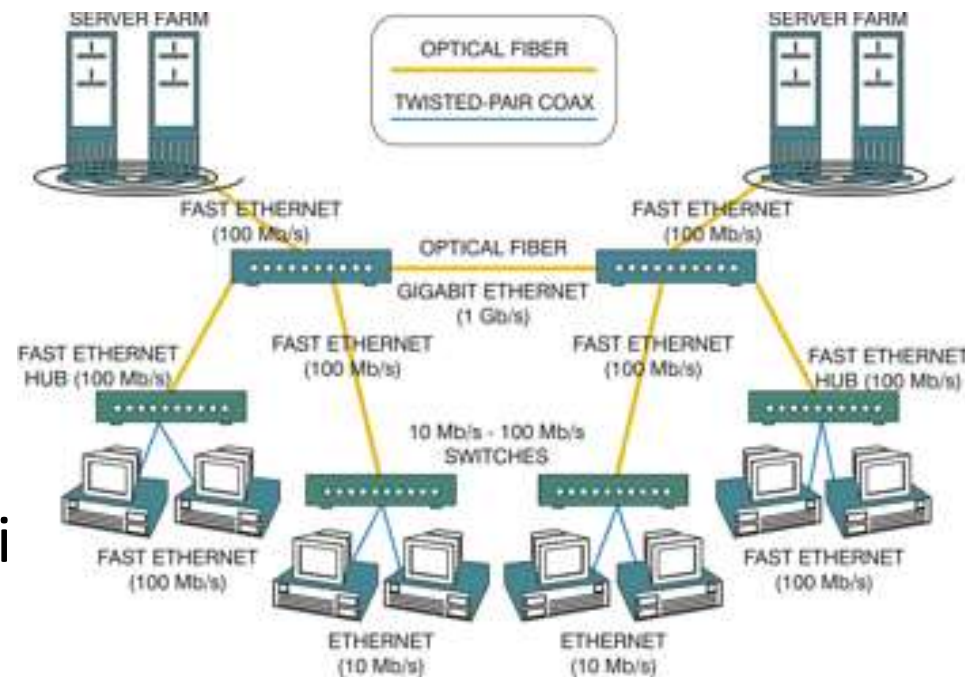 SERVER FARM
SERVER FARM
OPTICAL FIBER
TWISTED-PAIR COAX
FAST ETHERNET
(100 Mb/s)
FAST ETHERNET
(100 Mb/s)
OPTICAL FIBER
GIGABIT ETHERNET
(1 Gb/s)
FAST ETHERNET
HUB (100 Mb/s)
FAST ETHERNET
(100 Mb/s)
FAST ETHERNET
(100 Mb/s)
FAST ETHERNET
HUB (100 Mb/s)
10 Mb/s - 100 Mb/s
SWITCHES
i
FAST ETHERNET
(100 Mb/s)
FAST ETHERNET
(100 Mb/s)
ETHERNET
(10 Mb/s)
ETHERNET
(10 Mb/s)